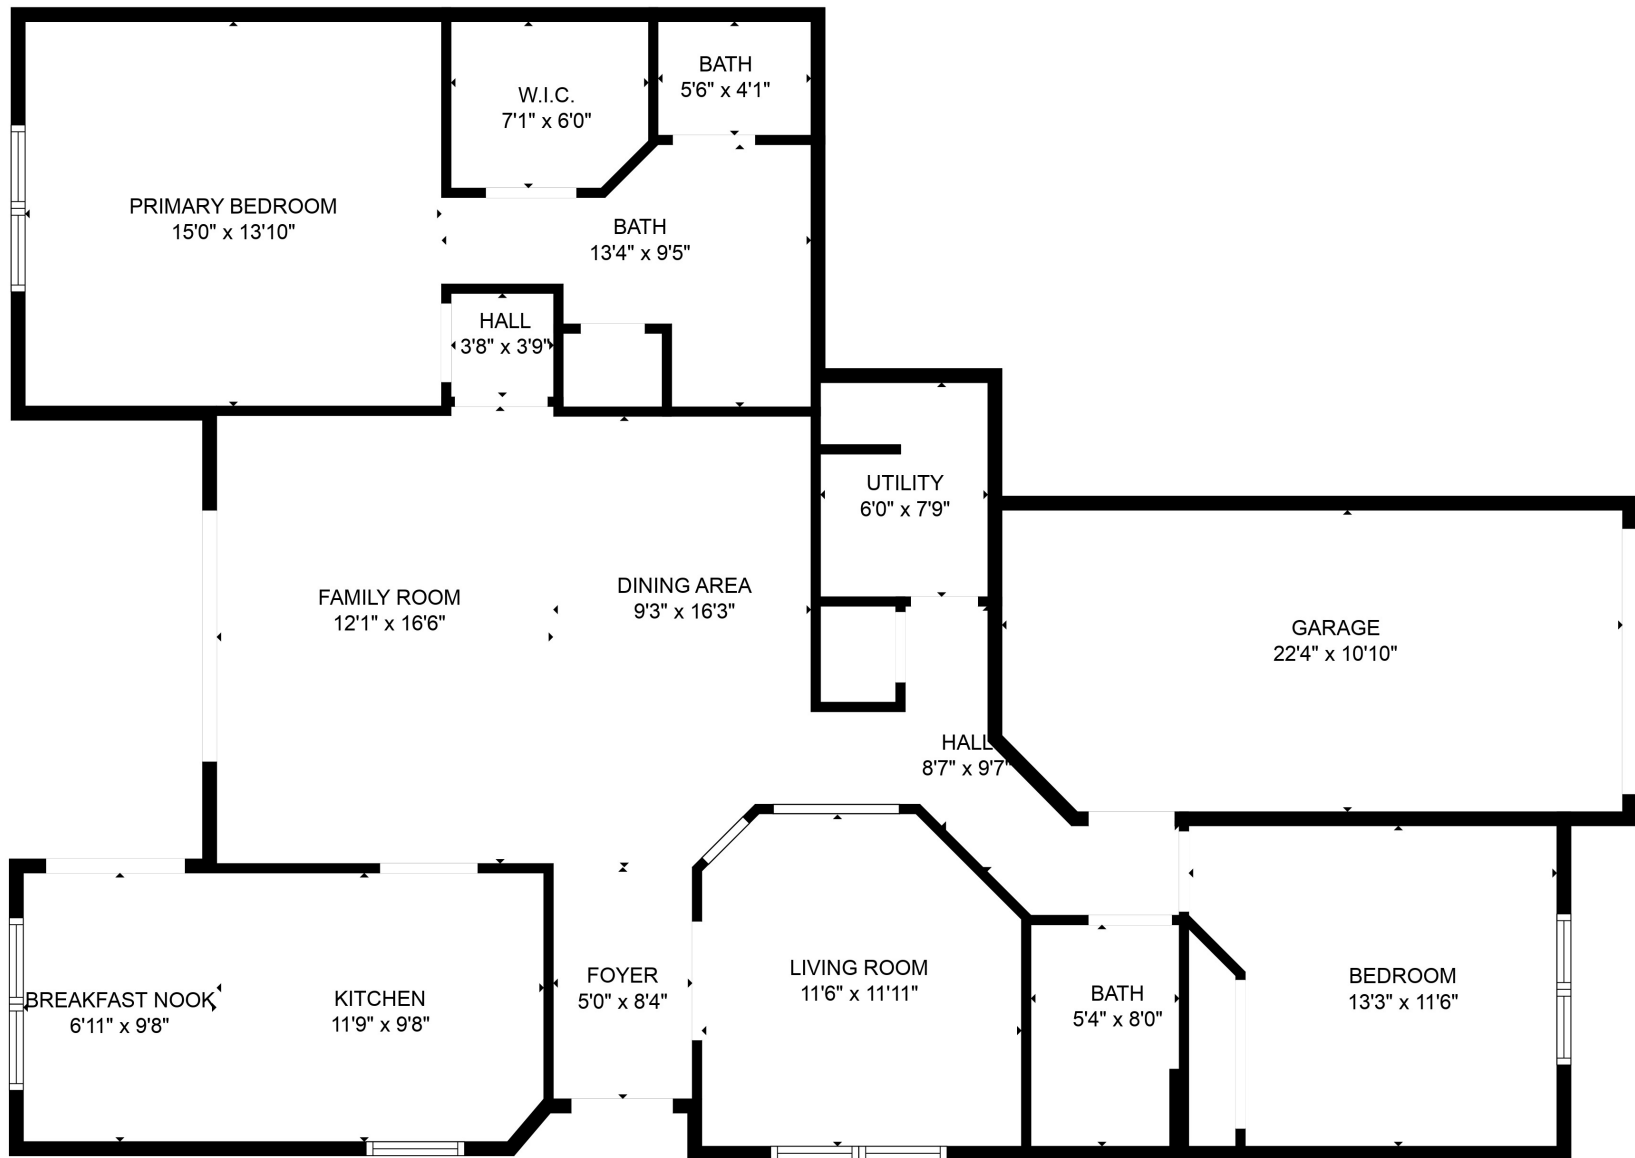 BATH
5'6" x 4'1"
W.I.C.
7'1" x 6'0"
PRIMARY BEDROOM
15'0" x 13'10"
BATH
13'4" x 9'5"
HALL
3'8" x 3'9"
UTILITY
6'0" x 7'9"
FAMILY ROOM
12'1" x 16'6"
DINING AREA
9'3" x 16'3"
GARAGE
22'4" x 10'10"
HALL
8'7" x 9'7"
BREAKFAST NOOK
6'11" x 9'8"
KITCHEN
11'9" x 9'8"
FOYER
5'0" x 8'4"
LIVING ROOM
11'6" x 11'11"
BATH
5'4" x 8'0"
BEDROOM
13'3" x 11'6"